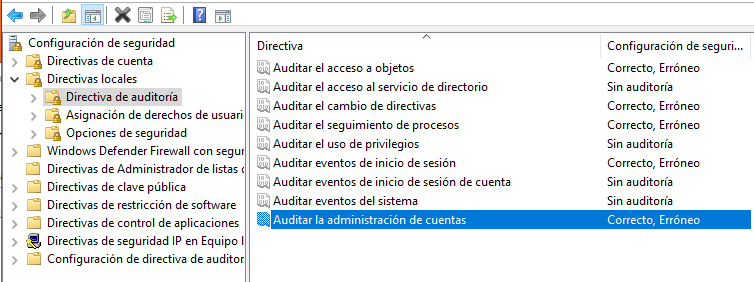 Configuración de seguridad
Directivas de cuenta
Directivas locales
Directiva de auditoría
Asignación de derechos de usuari
Opciones de seguridad
Windows Defender Firewall con segur
Directivas de Administrador de listas d
Directivas de clave pública
Directivas de restricción de software
Directivas de control de aplicaciones
Directivas de seguridad IP en Equipo l
Configuración de directiva de auditor
Directiva Configuración de seguri...
Auditar el acceso a objetos Correcto, Erróneo
Auditar el acceso al servicio de directorio Sin auditoría
Auditar el cambio de directivas Correcto, Erróneo
Auditar el seguimiento de procesos Correcto, Erróneo
Auditar el uso de privilegios Sin auditoría
Auditar eventos de inicio de sesión Correcto, Erróneo
Auditar eventos de inicio de sesión de cuenta Sin auditoría
Auditar eventos del sistema Sin auditoría
Auditar la administración de cuentas Correcto, Erróneo